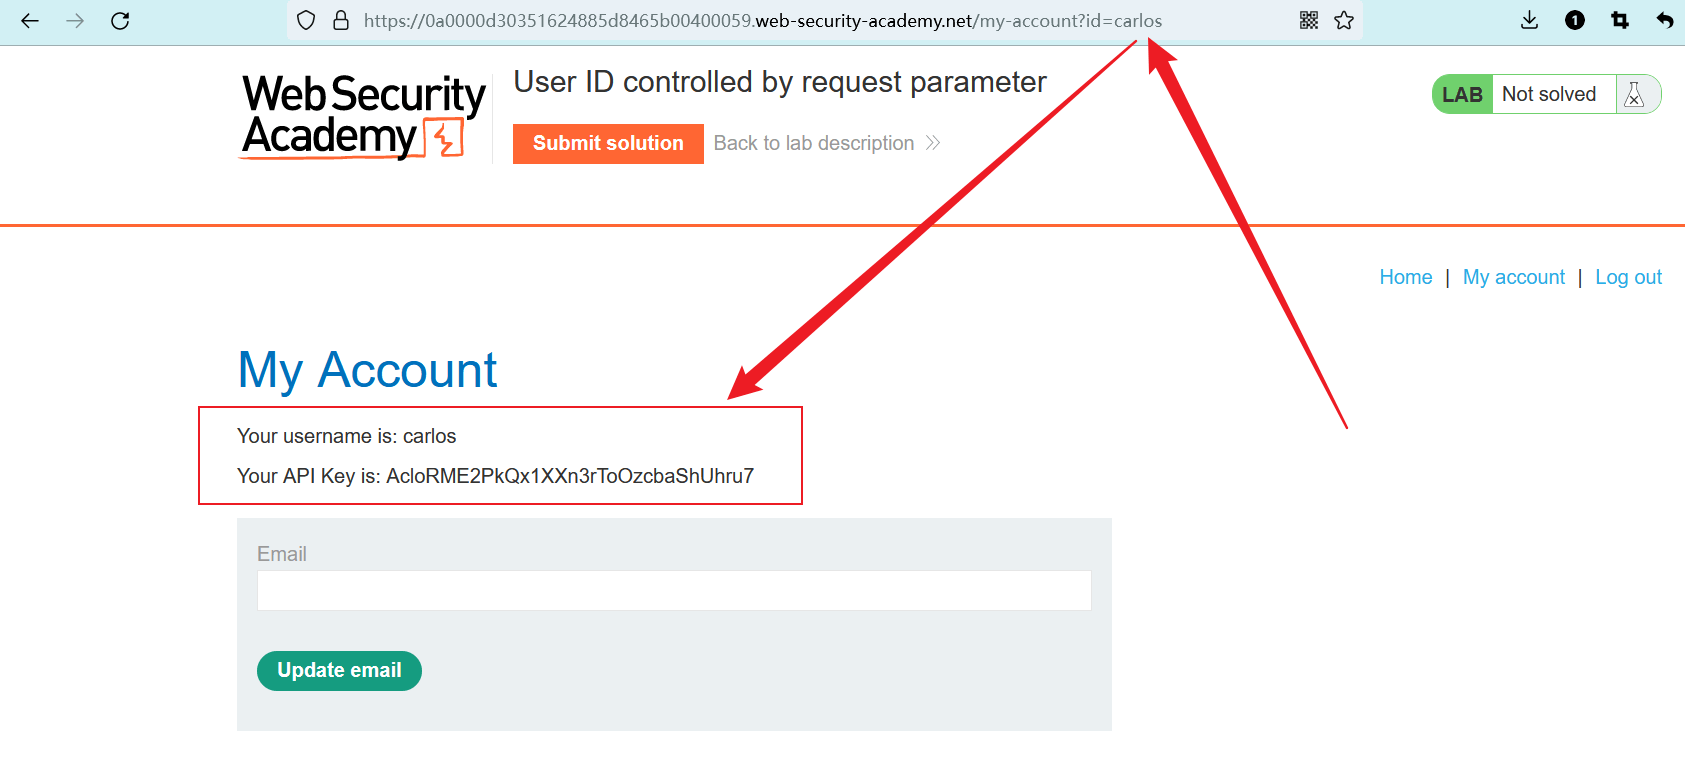 https://0a0000d30351624885d8465b00400059.web-security-academy.net/my-account?id=carlos
1
Web Security
Academy
User ID controlled by request parameter
Submit solution
Back to lab description
LAB
Not solved
Home | My account | Log out
My Account
Your username is: carlos
Your API Key is: AcloRME2PkQx1XXn3rToOzcbaShUhru7
Email
Update email